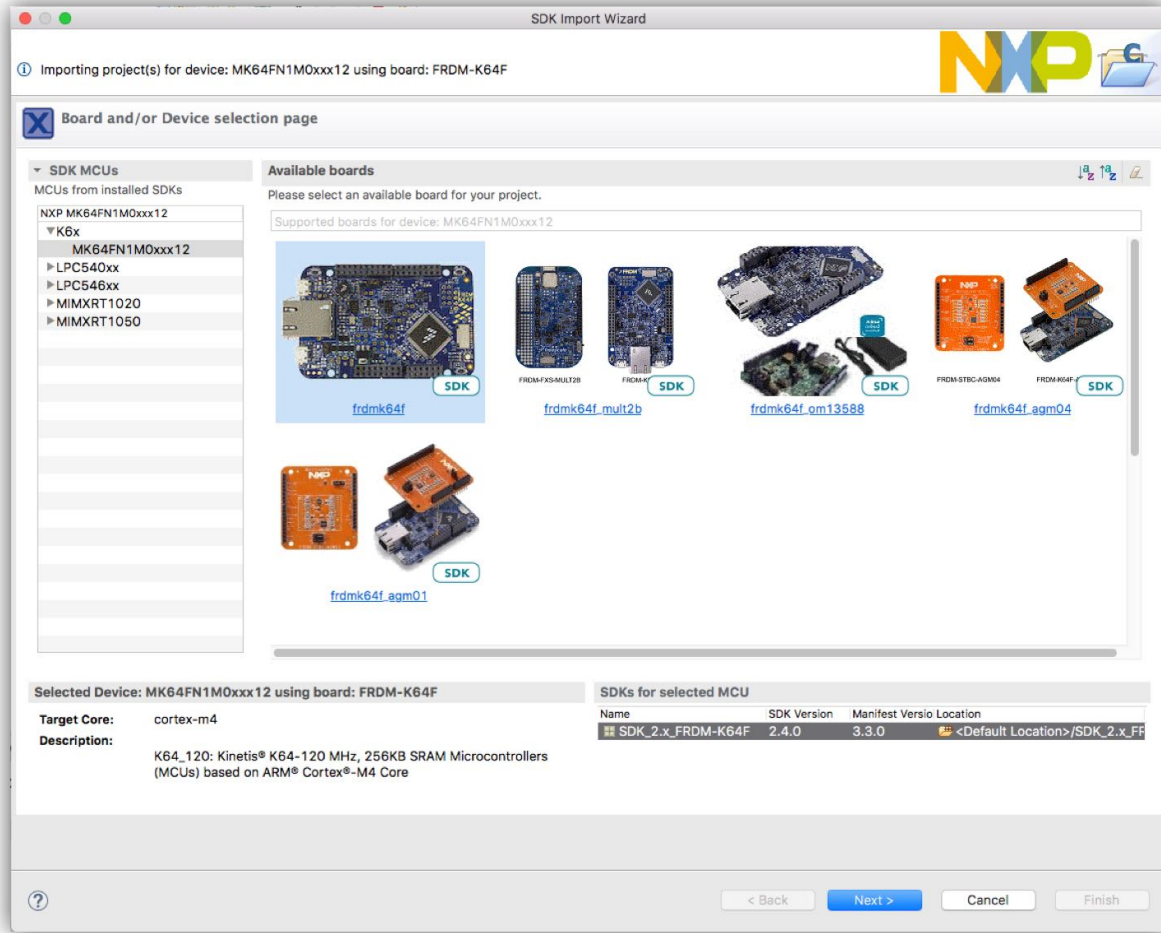 SDK Import Wizard
Importing project(s) for device: MK64FN1M0xxx12 using board: FRDM-K64F
NXP
C
Board and/or Device selection page
SDK MCUs
MCUs from installed SDKs
NXP MK64FN1M0xxx12
K6x
MK64FN1M0xxx12
LPC540xx
LPC546xx
MIMXRT1020
MIMXRT1050
Available boards
Please select an available board for your project.
Supported boards for device: MK64FN1M0xxx12
SDK
frdmk64f
FRDM-FXS-MULT2B
SDK
frdmk64f_mult2b
SDK
frdmk64f_om13588
NXP
FRDM-STBC-AGM04
FRDM-K64F
SDK
frdmk64f_agm04
NXP
SDK
frdmk64f_agm01
Selected Device: MK64FN1M0xxx12 using board: FRDM-K64F
Target Core: cortex-m4
Description:
K64_120: Kinetis® K64-120 MHz, 256KB SRAM Microcontrollers
(MCUs) based on ARM® Cortex®-M4 Core
SDKs for selected MCU
Name SDK Version Manifest Versio Location
SDK_2.x_FRDM-K64F 2.4.0 3.3.0 <Default Location>/SDK_2.x_FF
? < Back Next > Cancel Finish